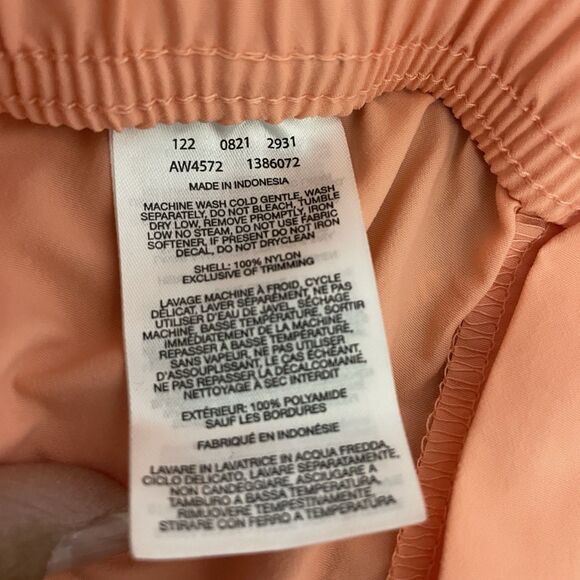 122 0821 2931
AW4572 1386072
MADE IN INDONESIA
MACHINE WASH COLD GENTLE, WASH
SEPARATELY, DO NOT BLEACH, TUMBLE
DRY LOW, REMOVE PROMPTLY, IRON
LOW NO STEAM, DO NOT USE FABRIC
SOFTENER, IF PRESENT DO NOT IRON
DECAL, DO NOT DRYCLEAN
SHELL: 100% NYLON
EXCLUSIVE OF TRIMMING
LAVAGE MACHINE À FROID, CYCLE
DÉLICAT, LAVER SÉPARÉMENT, NE PAS
UTILISER D'EAU DE JAVEL, SÉCHAGE
MACHINE, BASSE TEMPÉRATURE, SORTIR
IMMÉDIATEMENT DE LA MACHINE,
REPASSER À BASSE TEMPÉRATURE
SANS VAPEUR, NE PAS UTILISER
D'ASSOUPLISSANT, LE CAS ÉCHÉANT,
NE PAS REPASSER LA DÉCALCOMANIE
NETTOYAGE À SEC INTERDIT
EXTÉRIEUR: 100% POLYAMIDE
SAUF LES BORDURES
FABRIQUÉ EN INDONÉSIE
LAVARE IN LAVATRICE IN ACQUA FREDDA,
CICLO DELICATO, LAVARE SEPARATAMENTE,
NON CANDEGGIARE, ASCIUGARE A
TAMBURO A BASSA TEMPERATURA,
RIMUOVERE TEMPESTIVAMENTE,
STIRARE CON FERRO A TEMPERATURA